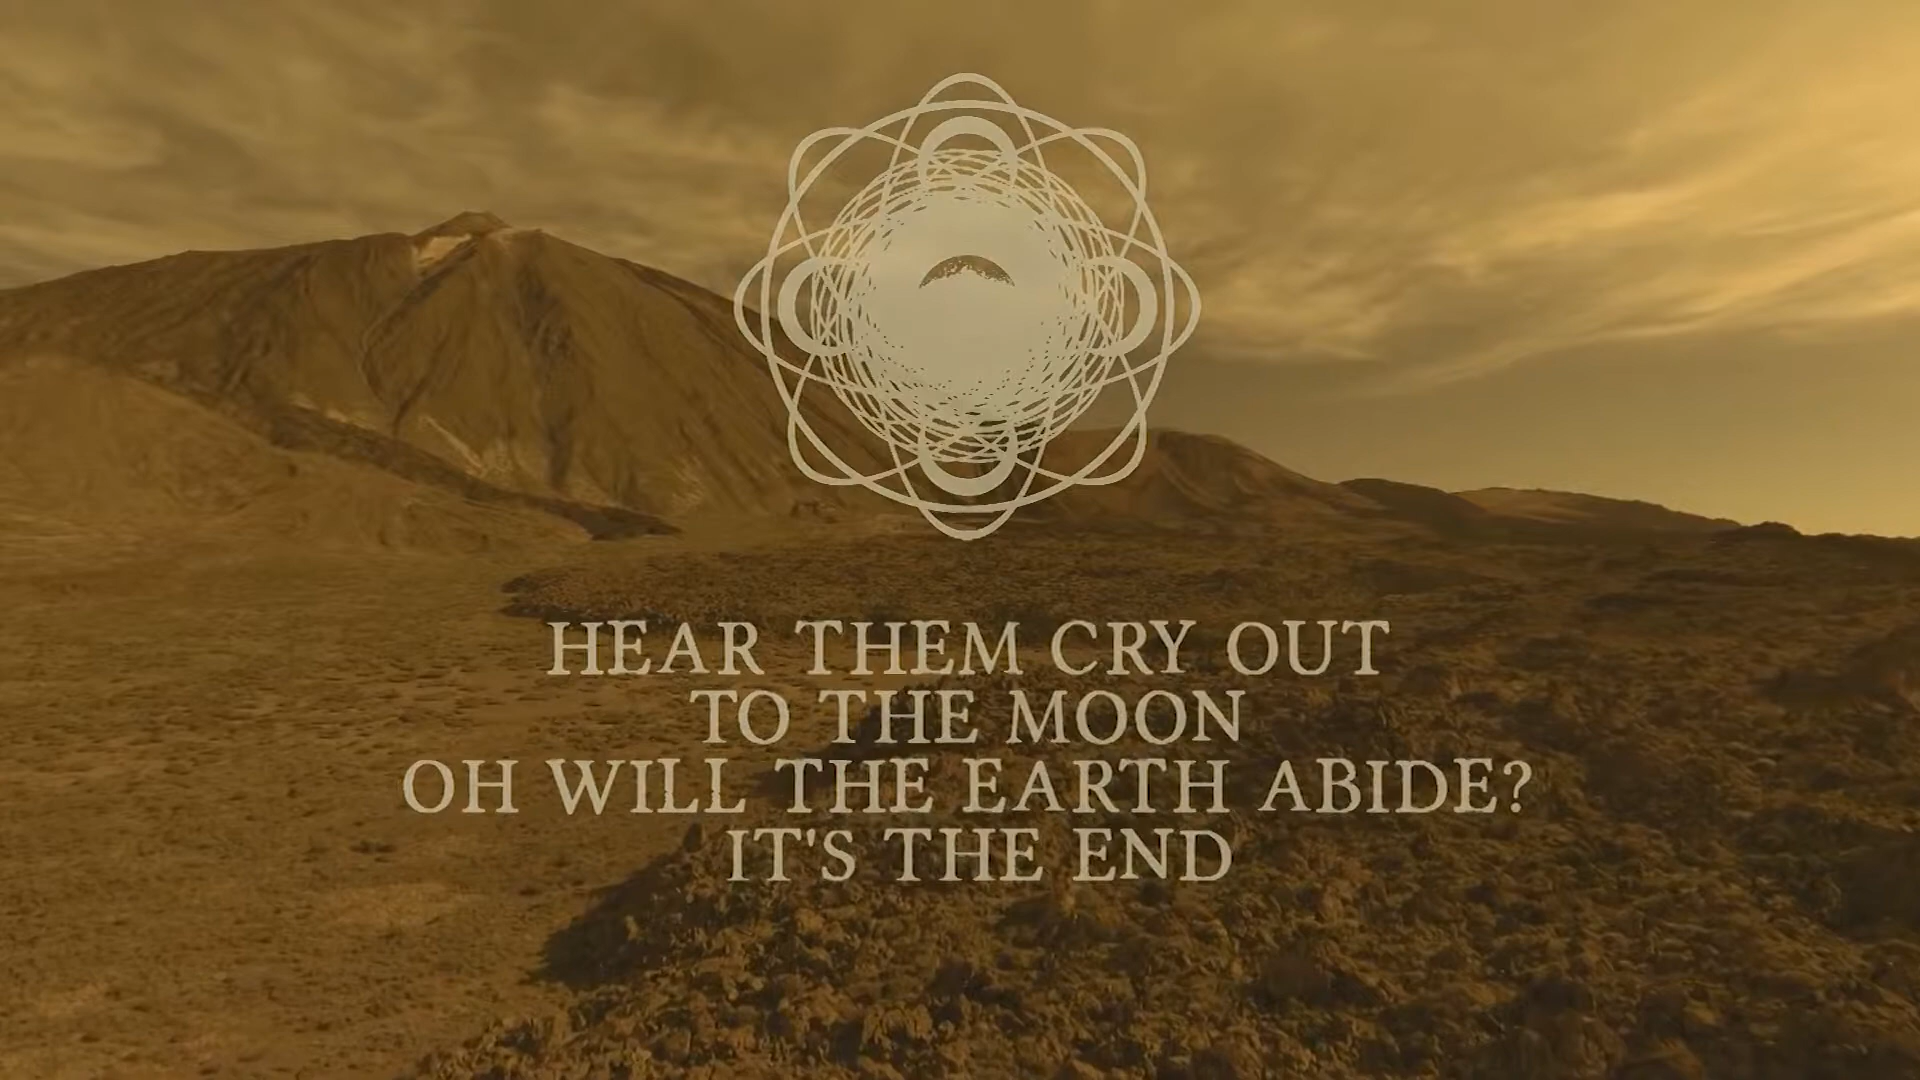 HEAR THEM CRY OUT
TO THE MOON
OH WILL THE EARTH ABIDE?
IT'S THE END